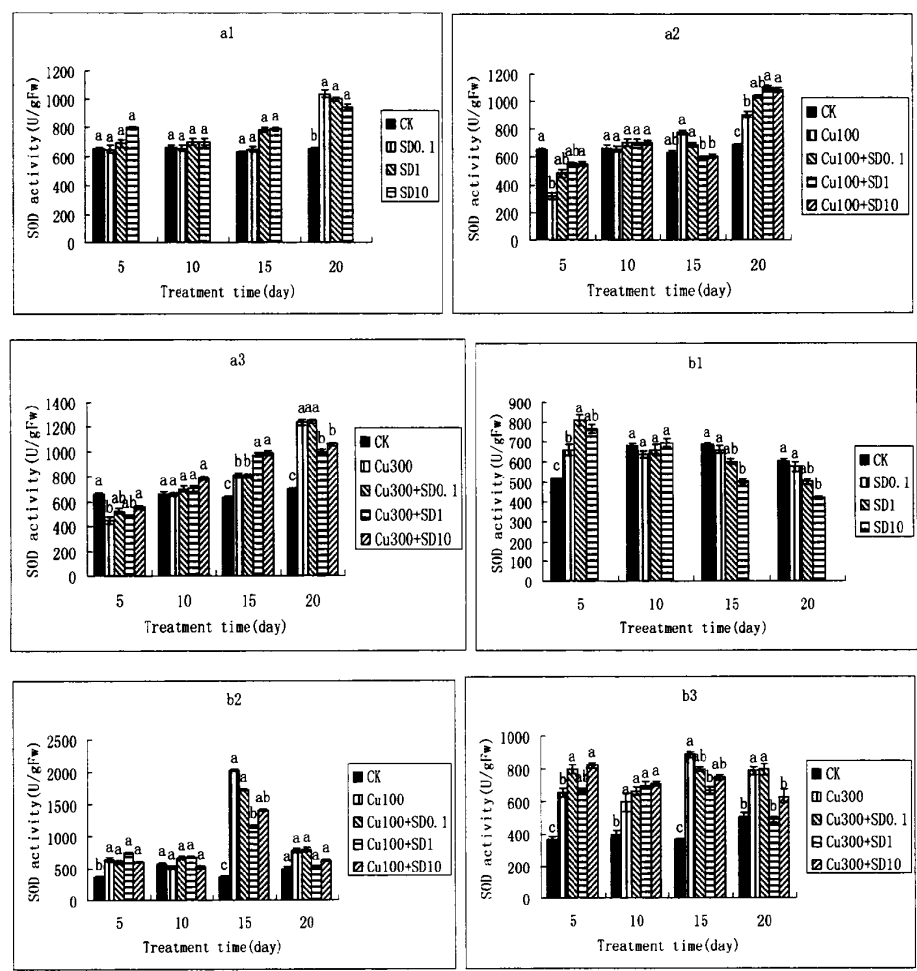 a1
SOD activity(U/gFw)
1200
1000
800
600
400
200
0
a a a a
a a a a
a a a a
b a a a
5 10 15 20
Treatment time(day)
CK
SD0.1
SD1
SD10
a2
SOD activity(U/gFw)
1200
1000
800
600
400
200
0
a b ab ab a
a a a a a
ab a a b b
c b ab a a
5 10 15 20
Treatment time(day)
CK
Cu100
Cu100+SD0.1
Cu100+SD1
Cu100+SD10
a3
SOD activity(U/gFw)
1400
1200
1000
800
600
400
200
0
a b ab ab a
a a a a a
c b b a a
c a a a b b
5 10 15 20
Treatment time(day)
CK
Cu300
Cu300+SD0.1
Cu300+SD1
Cu300+SD10
b1
SOD activity(U/gFw)
900
800
700
600
500
400
300
200
100
0
c b a ab
a a a a
a a ab b
a a ab b
5 10 15 20
Treatment time(day)
CK
SD0.1
SD1
SD10
b2
SOD activity(U/gFw)
2500
2000
1500
1000
500
0
b a a a a
a a a a a
c a a b ab
a a a a a
5 10 15 20
Treatment time(day)
CK
Cu100
Cu100+SD0.1
Cu100+SD1
Cu100+SD10
b3
SOD activity(U/gFw)
1000
800
600
400
200
0
c b a ab a
b a a a a
c a ab b ab
b a a b b
5 10 15 20
Treatment time(day)
CK
Cu300
Cu300+SD0.1
Cu300+SD1
Cu300+SD10